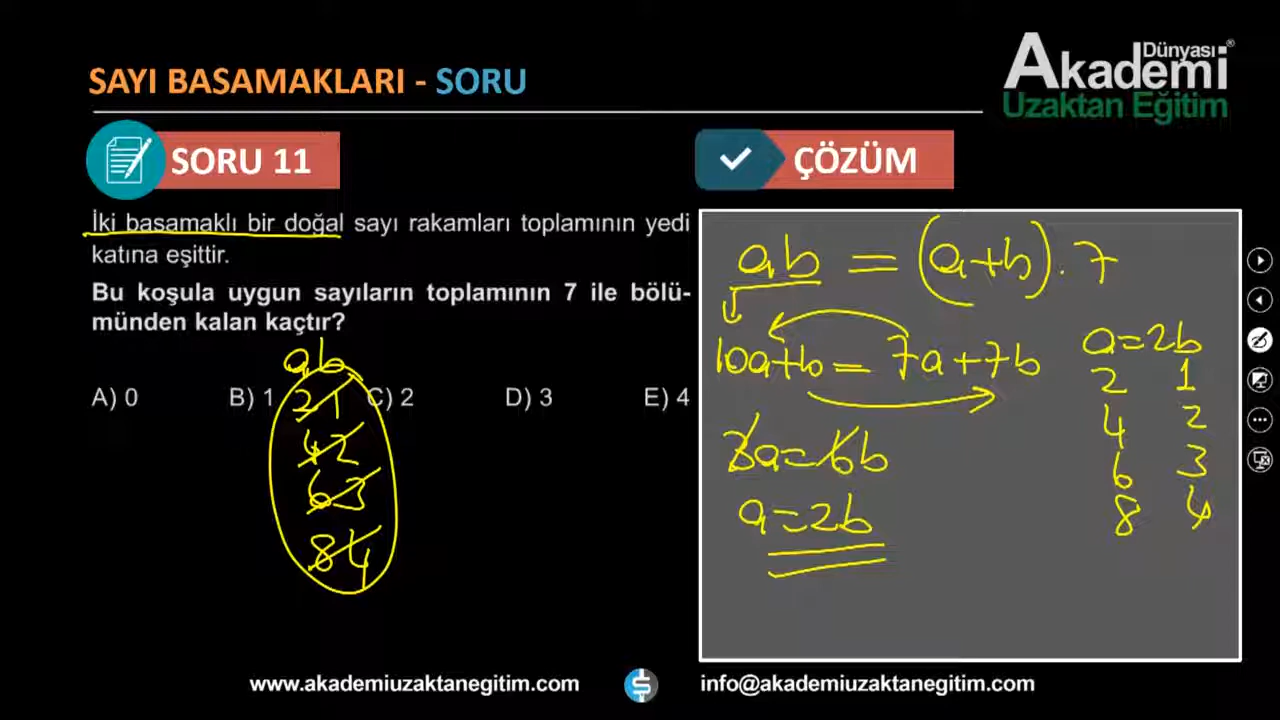 Akademi Dünyası®
Uzaktan Eğitim
SAYI BASAMAKLARI - SORU
SORU 11
İki basamaklı bir doğal sayı rakamları toplamının yedi
katına eşittir.
Bu koşula uygun sayıların toplamının 7 ile bölü-
münden kalan kaçtır?
ab
A) 0 B) 1 C) 2 D) 3 E) 4
21
42
63
84
ÇÖZÜM
ab = (a+b).7
10a+b = 7a+7b
3a=6b
a=2b
a=2b
2 1
4 2
6 3
8 4
www.akademiuzaktanegitim.com
info@akademiuzaktanegitim.com